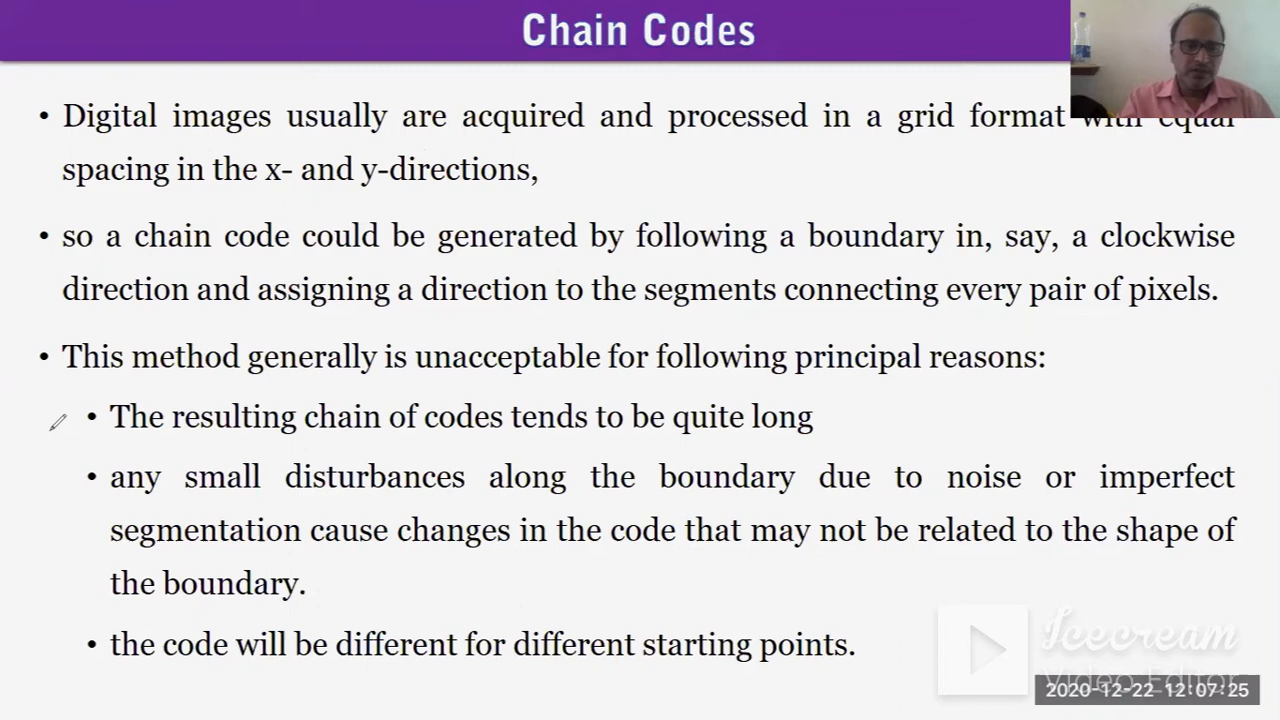 Chain Codes
• Digital images usually are acquired and processed in a grid format with equal
spacing in the x- and y-directions,
• so a chain code could be generated by following a boundary in, say, a clockwise
direction and assigning a direction to the segments connecting every pair of pixels.
• This method generally is unacceptable for following principal reasons:
• The resulting chain of codes tends to be quite long
• any small disturbances along the boundary due to noise or imperfect
segmentation cause changes in the code that may not be related to the shape of
the boundary.
• the code will be different for different starting points.
Icecream
Video Editor
2020-12-22 12:07:25